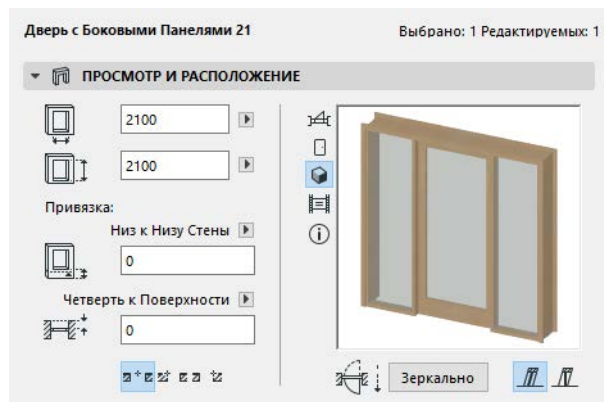 Дверь с Боковыми Панелями 21
Выбрано: 1 Редактируемых: 1
ПРОСМОТР И РАСПОЛОЖЕНИЕ
2100
2100
Привязка:
Низ к Низу Стены
0
Четверть к Поверхности
0
Зеркально